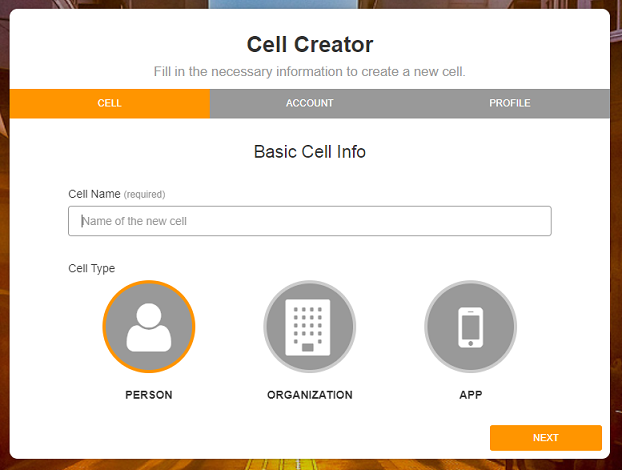 Cell Creator
Fill in the necessary information to create a new cell.
CELL ACCOUNT PROFILE
Basic Cell Info
Cell Name (required)
Name of the new cell
Cell Type
PERSON ORGANIZATION APP
NEXT